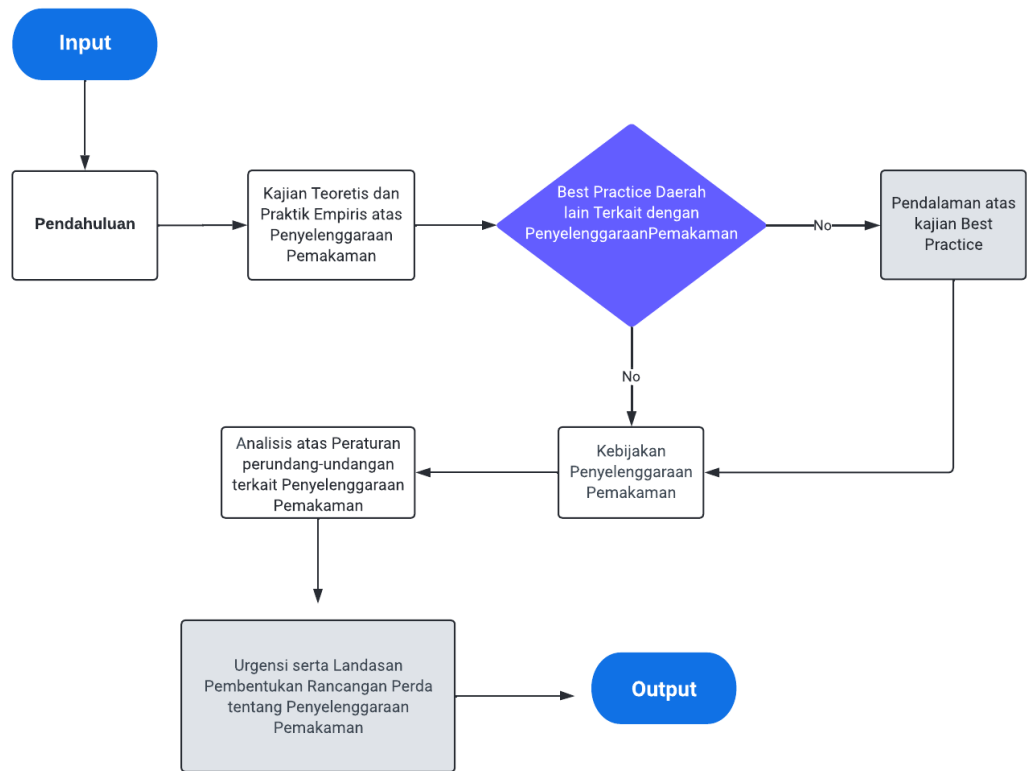 Input
Pendahuluan
Kajian Teoretis dan
Praktik Empiris atas
Penyelenggaraan
Pemakaman
Best Practice Daerah
lain Terkait dengan
PenyelenggaraanPemakaman
No
Pendalaman atas
kajian Best
Practice
No
Kebijakan
Penyelenggaraan
Pemakaman
Analisis atas Peraturan
perundang-undangan
terkait Penyelenggaraan
Pemakaman
Urgensi serta Landasan
Pembentukan Rancangan Perda
tentang Penyelenggaraan
Pemakaman
Output